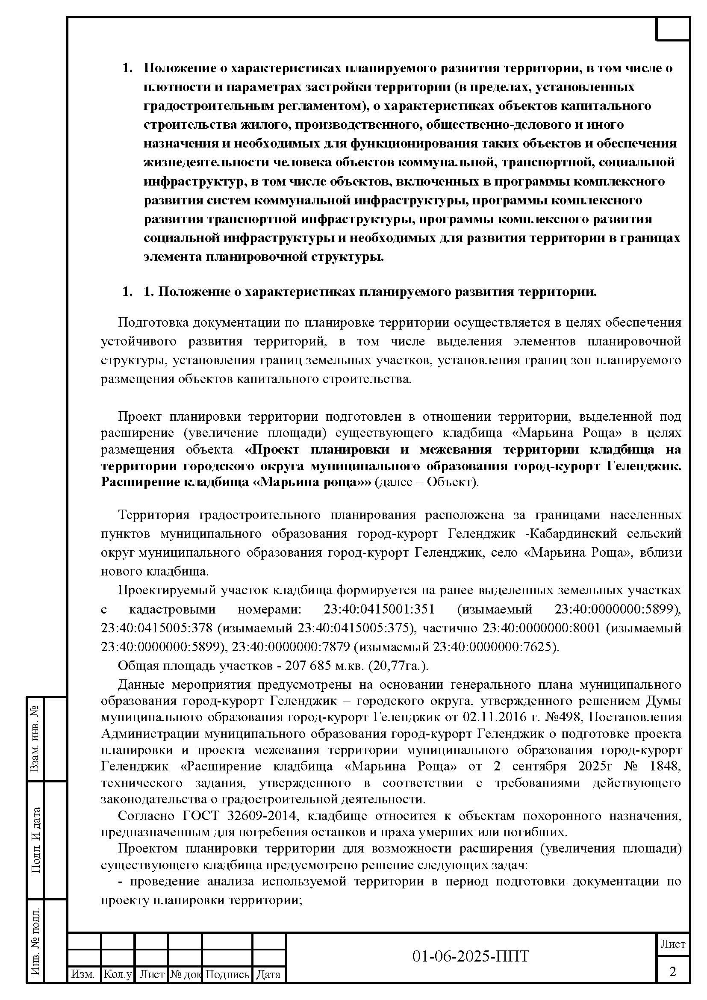 1. Положение о характеристиках планируемого развития территории, в том числе о
плотности и параметрах застройки территории (в пределах, установленных
градостроительным регламентом), о характеристиках объектов капитального
строительства жилого, производственного, общественно-делового и иного
назначения и необходимых для функционирования таких объектов и обеспечения
жизнедеятельности человека объектов коммунальной, транспортной, социальной
инфраструктур, в том числе объектов, включенных в программы комплексного
развития систем коммунальной инфраструктуры, программы комплексного
развития транспортной инфраструктуры, программы комплексного развития
социальной инфраструктуры и необходимых для развития территории в границах
элемента планировочной структуры.
1. 1. Положение о характеристиках планируемого развития территории.
Подготовка документации по планировке территории осуществляется в целях обеспечения
устойчивого развития территорий, в том числе выделения элементов планировочной
структуры, установления границ земельных участков, установления границ зон планируемого
размещения объектов капитального строительства.
Проект планировки территории подготовлен в отношении территории, выделенной под
расширение (увеличение площади) существующего кладбища «Марьина Роща» в целях
размещения объекта «Проект планировки и межевания территории кладбища на
территории городского округа муниципального образования город-курорт Геленджик.
Расширение кладбища «Марьина роща»» (далее – Объект).
Территория градостроительного планирования расположена за границами населенных
пунктов муниципального образования город-курорт Геленджик -Кабардинский сельский
округ муниципального образования город-курорт Геленджик, село «Марьина Роща», вблизи
нового кладбища.
Проектируемый участок кладбища формируется на ранее выделенных земельных участках
с кадастровыми номерами: 23:40:0415001:351 (изымаемый 23:40:0000000:5899),
23:40:0415005:378 (изымаемый 23:40:0415005:375), частично 23:40:0000000:8001 (изымаемый
23:40:0000000:5899), 23:40:0000000:7879 (изымаемый 23:40:0000000:7625).
Общая площадь участков - 207 685 м.кв. (20,77га.).
Данные мероприятия предусмотрены на основании генерального плана муниципального
образования город-курорт Геленджик – городского округа, утвержденного решением Думы
муниципального образования город-курорт Геленджик от 02.11.2016 г. №498, Постановления
Администрации муниципального образования город-курорт Геленджик о подготовке проекта
планировки и проекта межевания территории муниципального образования город-курорт
Геленджик «Расширение кладбища «Марьина Роща» от 2 сентября 2025г № 1848,
технического задания, утвержденного в соответствии с требованиями действующего
законодательства о градостроительной деятельности.
Согласно ГОСТ 32609-2014, кладбище относится к объектам похоронного назначения,
предназначенным для погребения останков и праха умерших или погибших.
Проектом планировки территории для возможности расширения (увеличения площади)
существующего кладбища предусмотрено решение следующих задач:
- проведение анализа используемой территории в период подготовки документации по
проекту планировки территории;
Взам. инв. №
Подп. И дата
Инв. № подл.
Изм. Кол.у Лист № док Подпись Дата
01-06-2025-ППТ
Лист
2